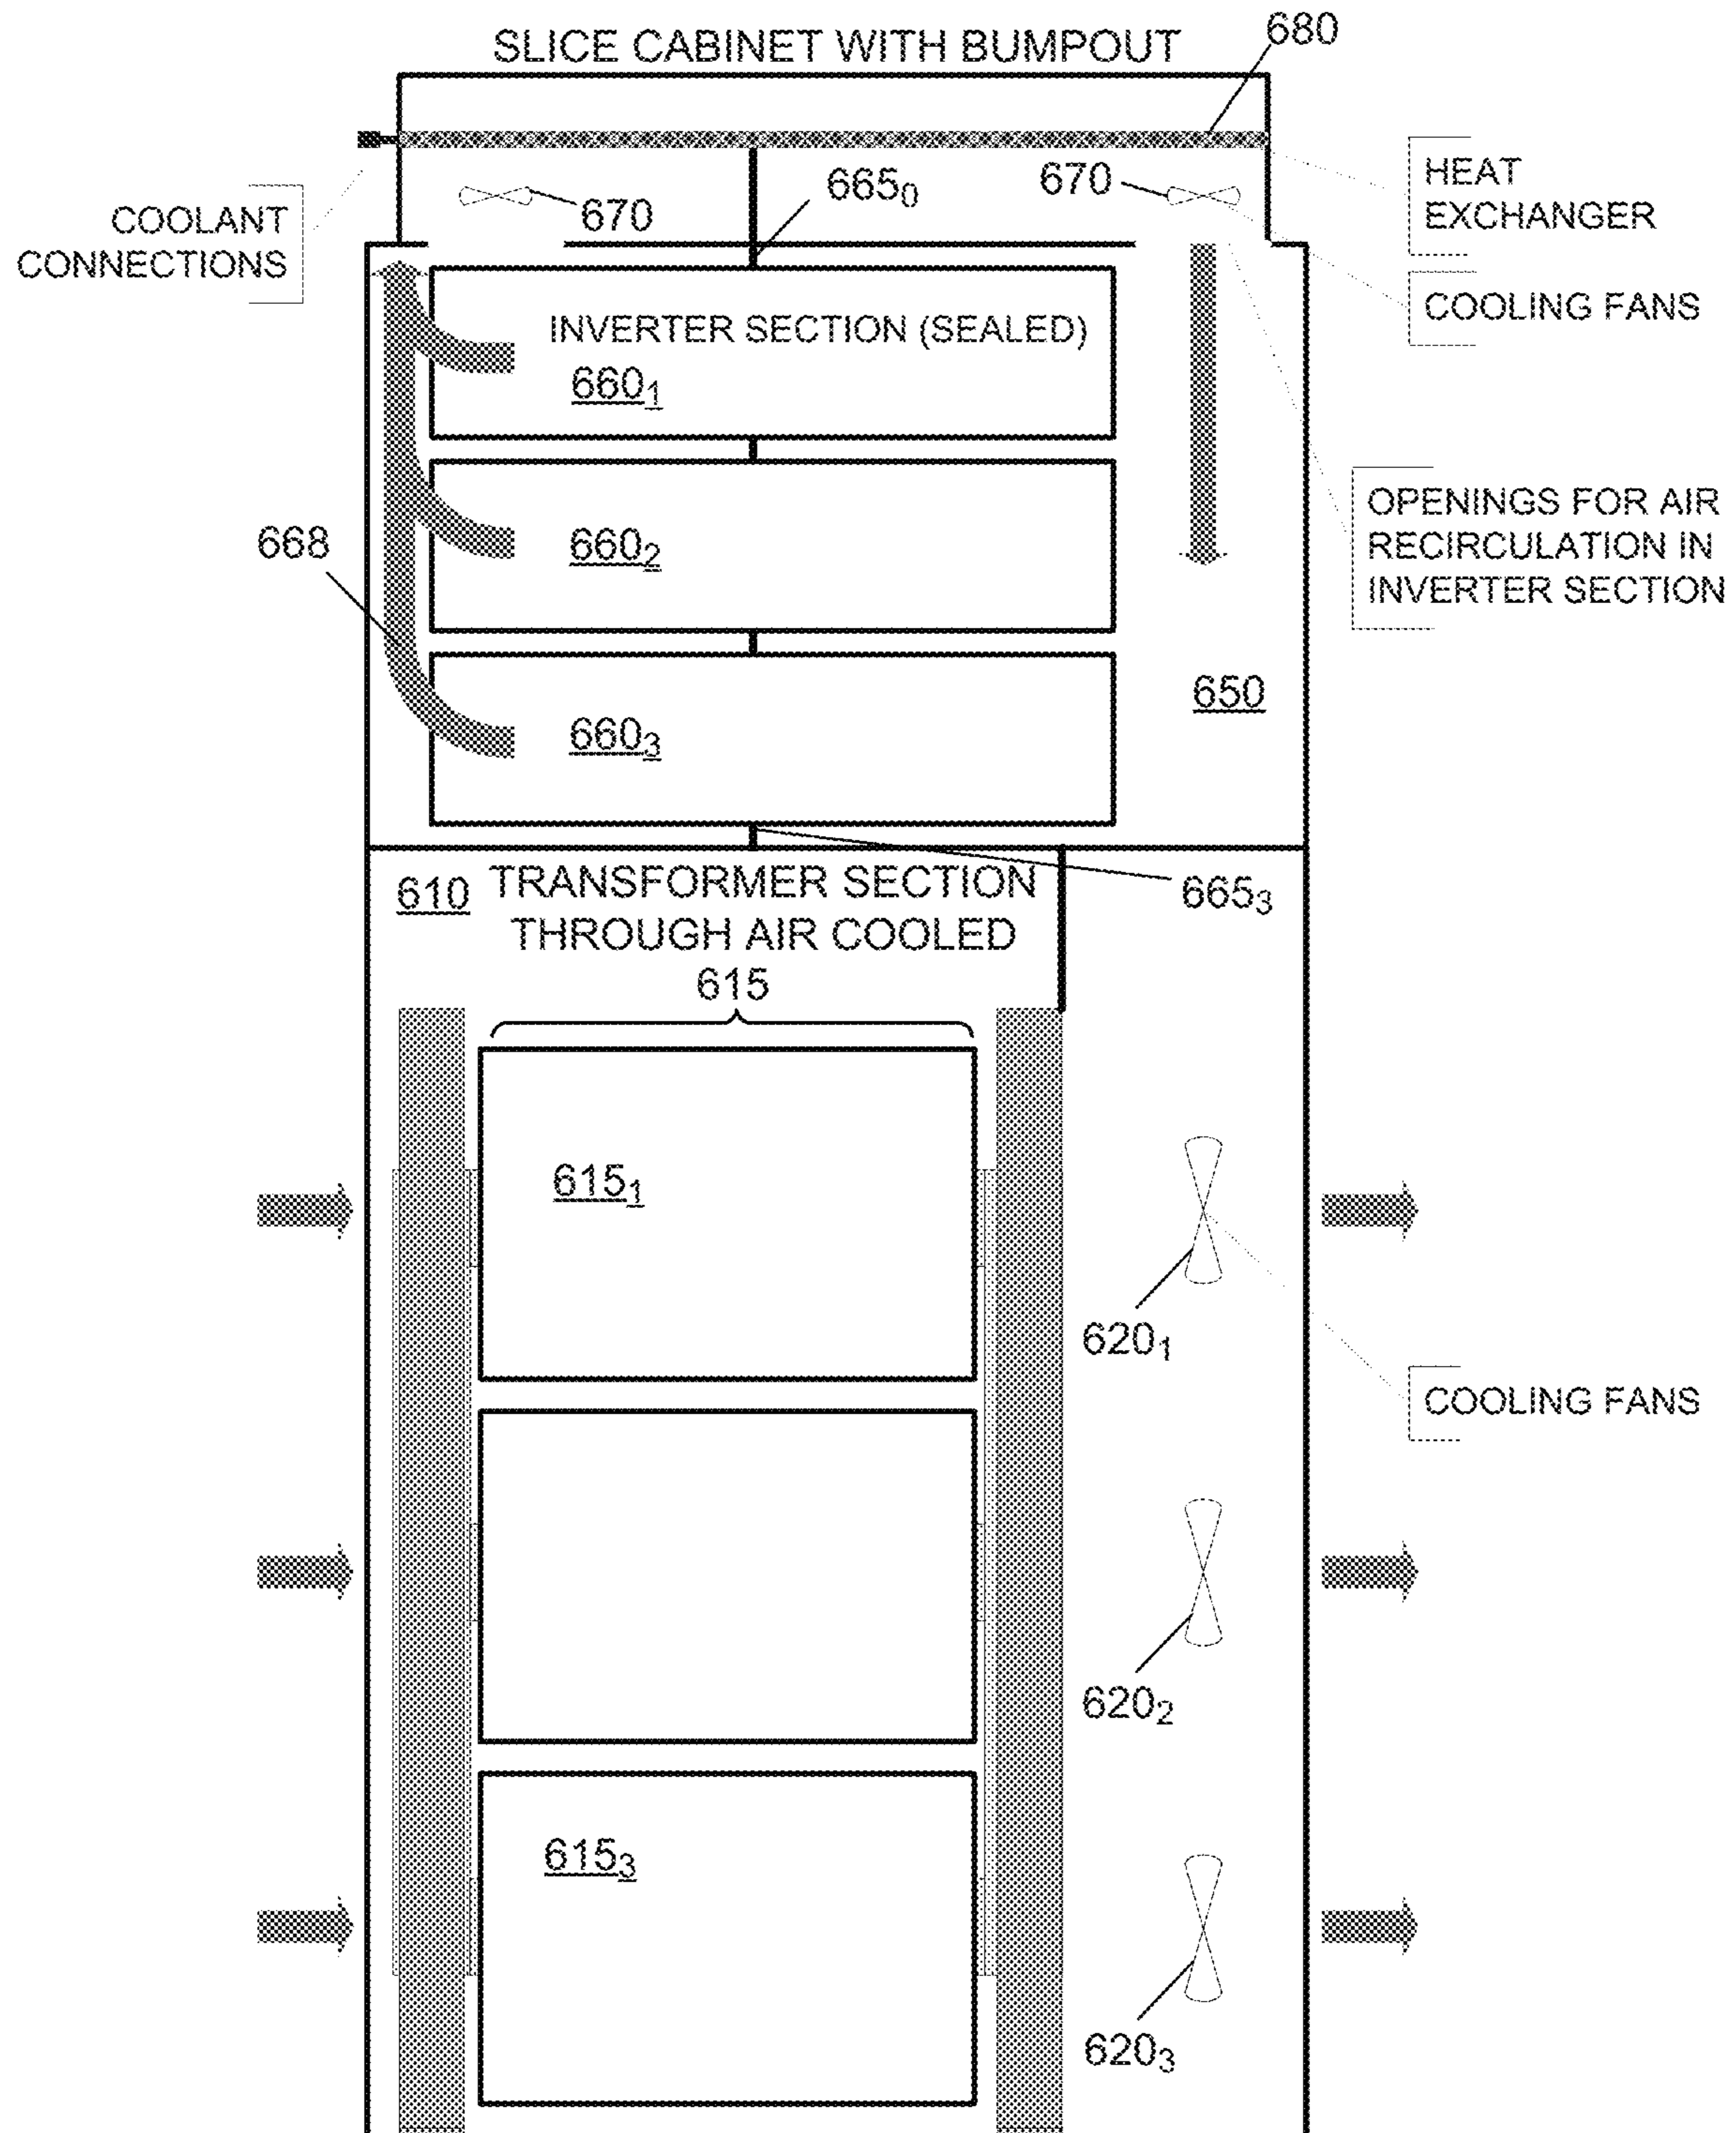 SLICE CABINET WITH BUMPOUT
680
HEAT
EXCHANGER
COOLANT
CONNECTIONS
670
665₀
670
COOLING FANS
INVERTER SECTION (SEALED)
660₁
OPENINGS FOR AIR
RECIRCULATION IN
INVERTER SECTION
668
660₂
650
660₃
610
TRANSFORMER SECTION
THROUGH AIR COOLED
665₃
615
615₁
620₁
COOLING FANS
620₂
615₃
620₃